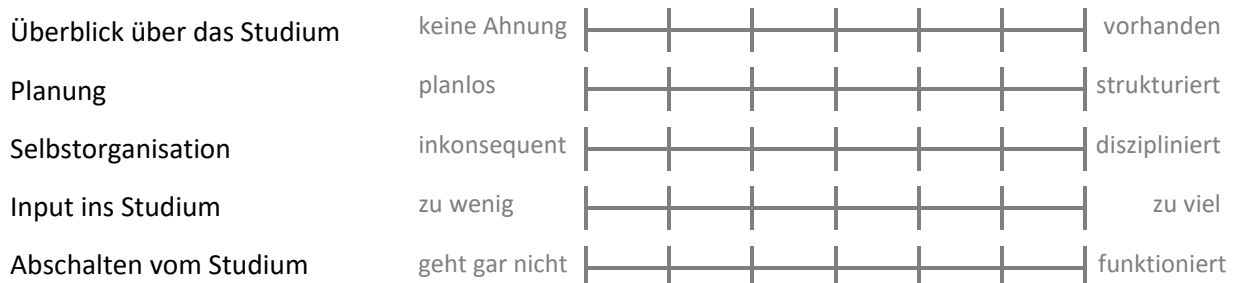 Überblick über das Studium keine Ahnung vorhanden
Planung planlos strukturiert
Selbstorganisation inkonsequent diszipliniert
Input ins Studium zu wenig zu viel
Abschalten vom Studium geht gar nicht funktioniert